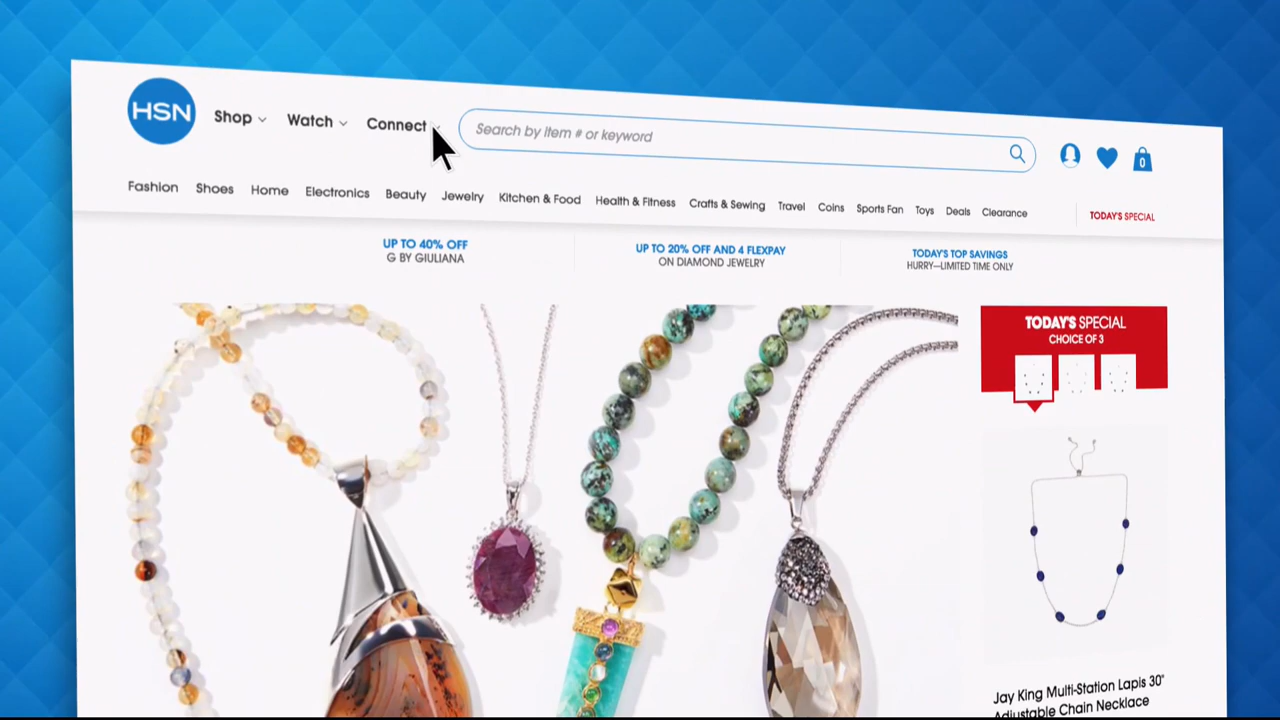 HSN
Shop
Watch
Connect
Search by item # or keyword
0
Fashion
Shoes
Home
Electronics
Beauty
Jewelry
Kitchen & Food
Health & Fitness
Crafts & Sewing
Travel
Coins
Sports Fan
Toys
Deals
Clearance
TODAY'S SPECIAL
UP TO 40% OFF
G BY GIULIANA
UP TO 20% OFF AND 4 FLEXPAY
ON DIAMOND JEWELRY
TODAY'S TOP SAVINGS
HURRY—LIMITED TIME ONLY
TODAY'S SPECIAL
CHOICE OF 3
Jay King Multi-Station Lapis 30"
Adjustable Chain Necklace